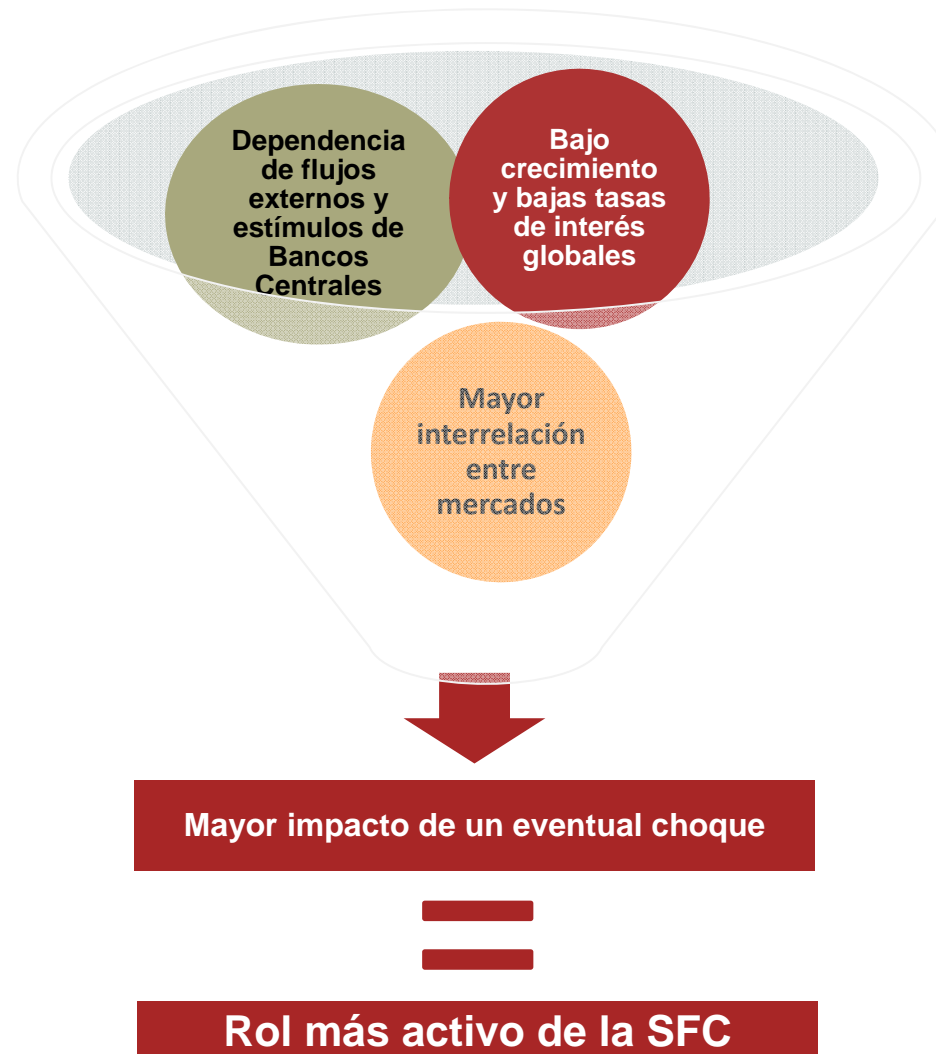 Dependencia
de flujos
externos y
estímulos de
Bancos
Centrales
Bajo
crecimiento
y bajas tasas
de interés
globales
Mayor
interrelación
entre
mercados
Mayor impacto de un eventual choque
Rol más activo de la SFC